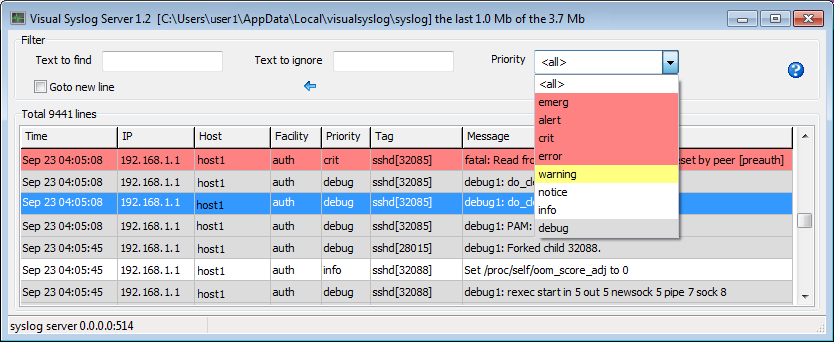 Visual Syslog Server 1.2 [C:\Users\user1\AppData\Local\visualsyslog\syslog] the last 1.0 Mb of the 3.7 Mb
Filter
Text to find Text to ignore Priority <all>
Goto new line
<all>
emerg
alert
crit
error
warning
notice
info
debug
Total 9441 lines
Time IP Host Facility Priority Tag Message
Sep 23 04:05:08 192.168.1.1 host1 auth crit sshd[32085] fatal: Read fro set by peer [preauth]
Sep 23 04:05:08 192.168.1.1 host1 auth debug sshd[32085] debug1: do_cl
Sep 23 04:05:08 192.168.1.1 host1 auth debug sshd[32085] debug1: do_cl
Sep 23 04:05:08 192.168.1.1 host1 auth debug sshd[32085] debug1: PAM:
Sep 23 04:05:45 192.168.1.1 host1 auth debug sshd[28015] debug1: Forked child 32088.
Sep 23 04:05:45 192.168.1.1 host1 auth info sshd[32088] Set /proc/self/oom_score_adj to 0
Sep 23 04:05:45 192.168.1.1 host1 auth debug sshd[32088] debug1: rexec start in 5 out 5 newsock 5 pipe 7 sock 8
syslog server 0.0.0.0:514